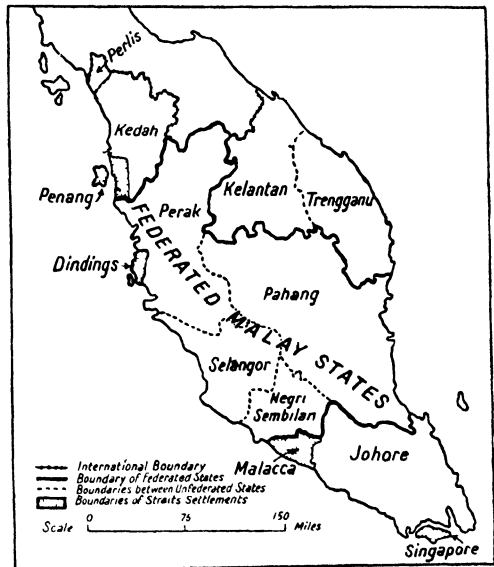 Perlis
Kedah
Penang
Perak
Kelantan
Trengganu
Dindings
FEDERATED MALAY STATES
Pahang
Selangor
Negri
Sembilan
Malacca
Johore
Singapore
International Boundary
Boundary of Federated States
Boundaries between Unfederated States
Boundaries of Straits Settlements
Scale 0 75 150 Miles